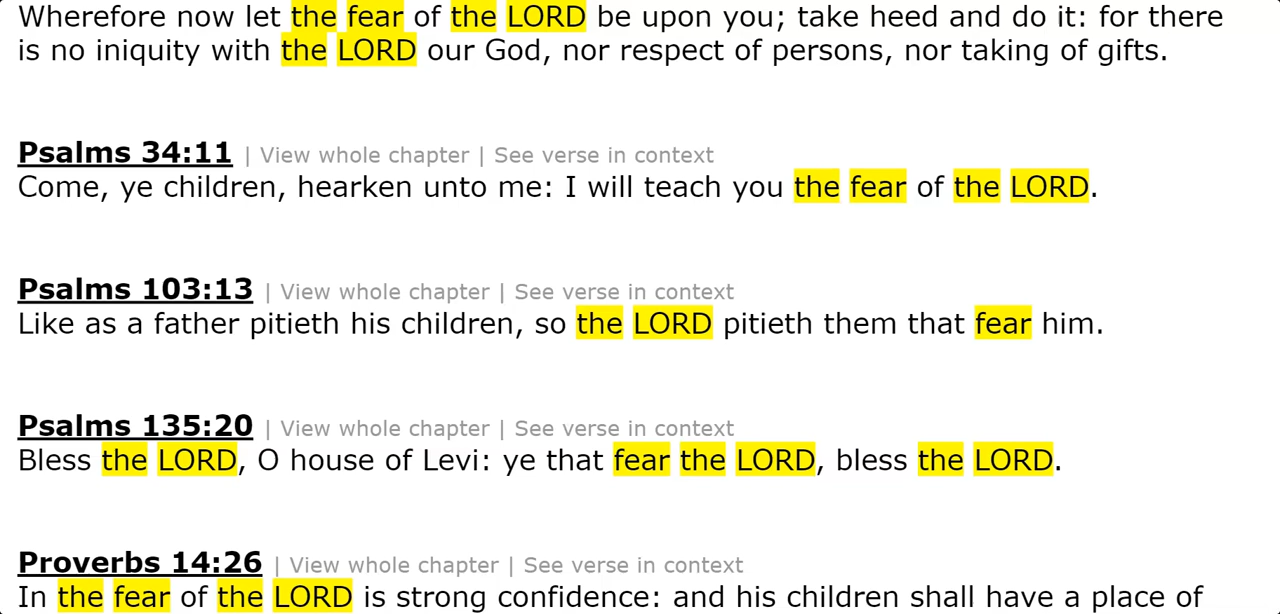 Wherefore now let the fear of the LORD be upon you; take heed and do it: for there
is no iniquity with the LORD our God, nor respect of persons, nor taking of gifts.
Psalms 34:11 | View whole chapter | See verse in context
Come, ye children, hearken unto me: I will teach you the fear of the LORD.
Psalms 103:13 | View whole chapter | See verse in context
Like as a father pitieth his children, so the LORD pitieth them that fear him.
Psalms 135:20 | View whole chapter | See verse in context
Bless the LORD, O house of Levi: ye that fear the LORD, bless the LORD.
Proverbs 14:26 | View whole chapter | See verse in context
In the fear of the LORD is strong confidence: and his children shall have a place of